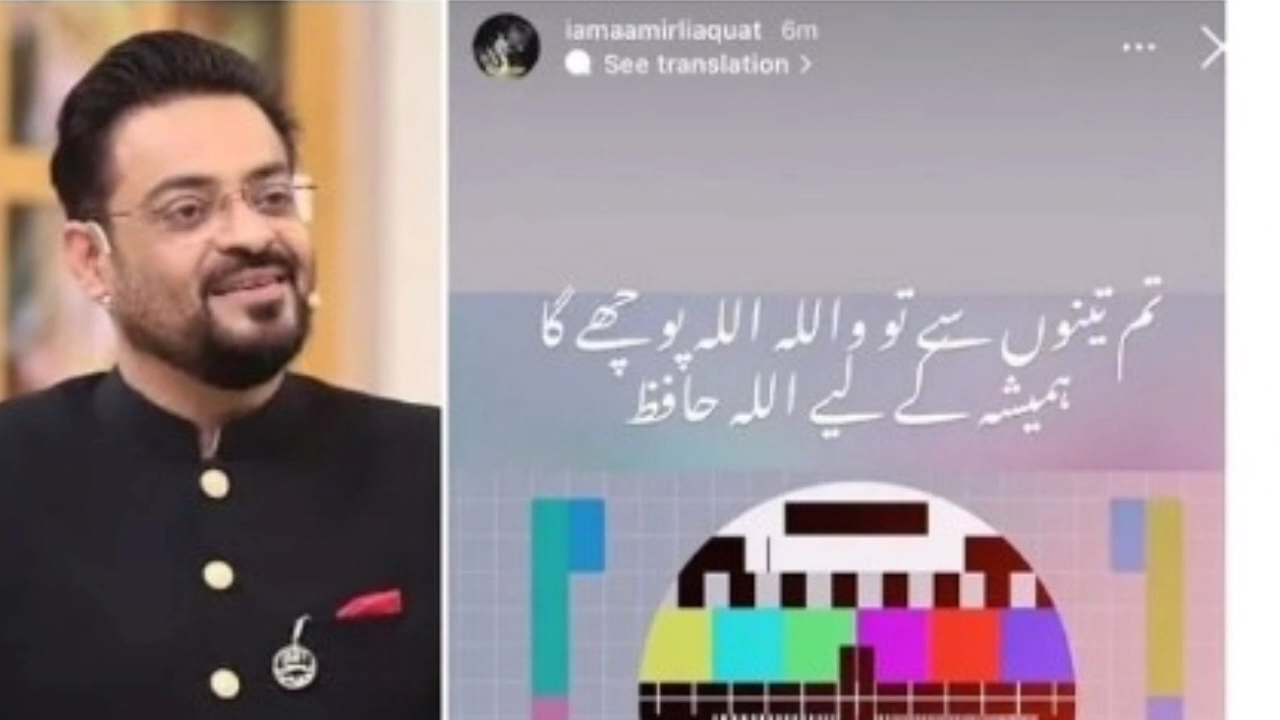 iamaamirliaquat 6m
See translation >
تم تینوں سے تو واللہ اللہ پوچھے گا
ہمیشہ کے لیے اللہ حافظ